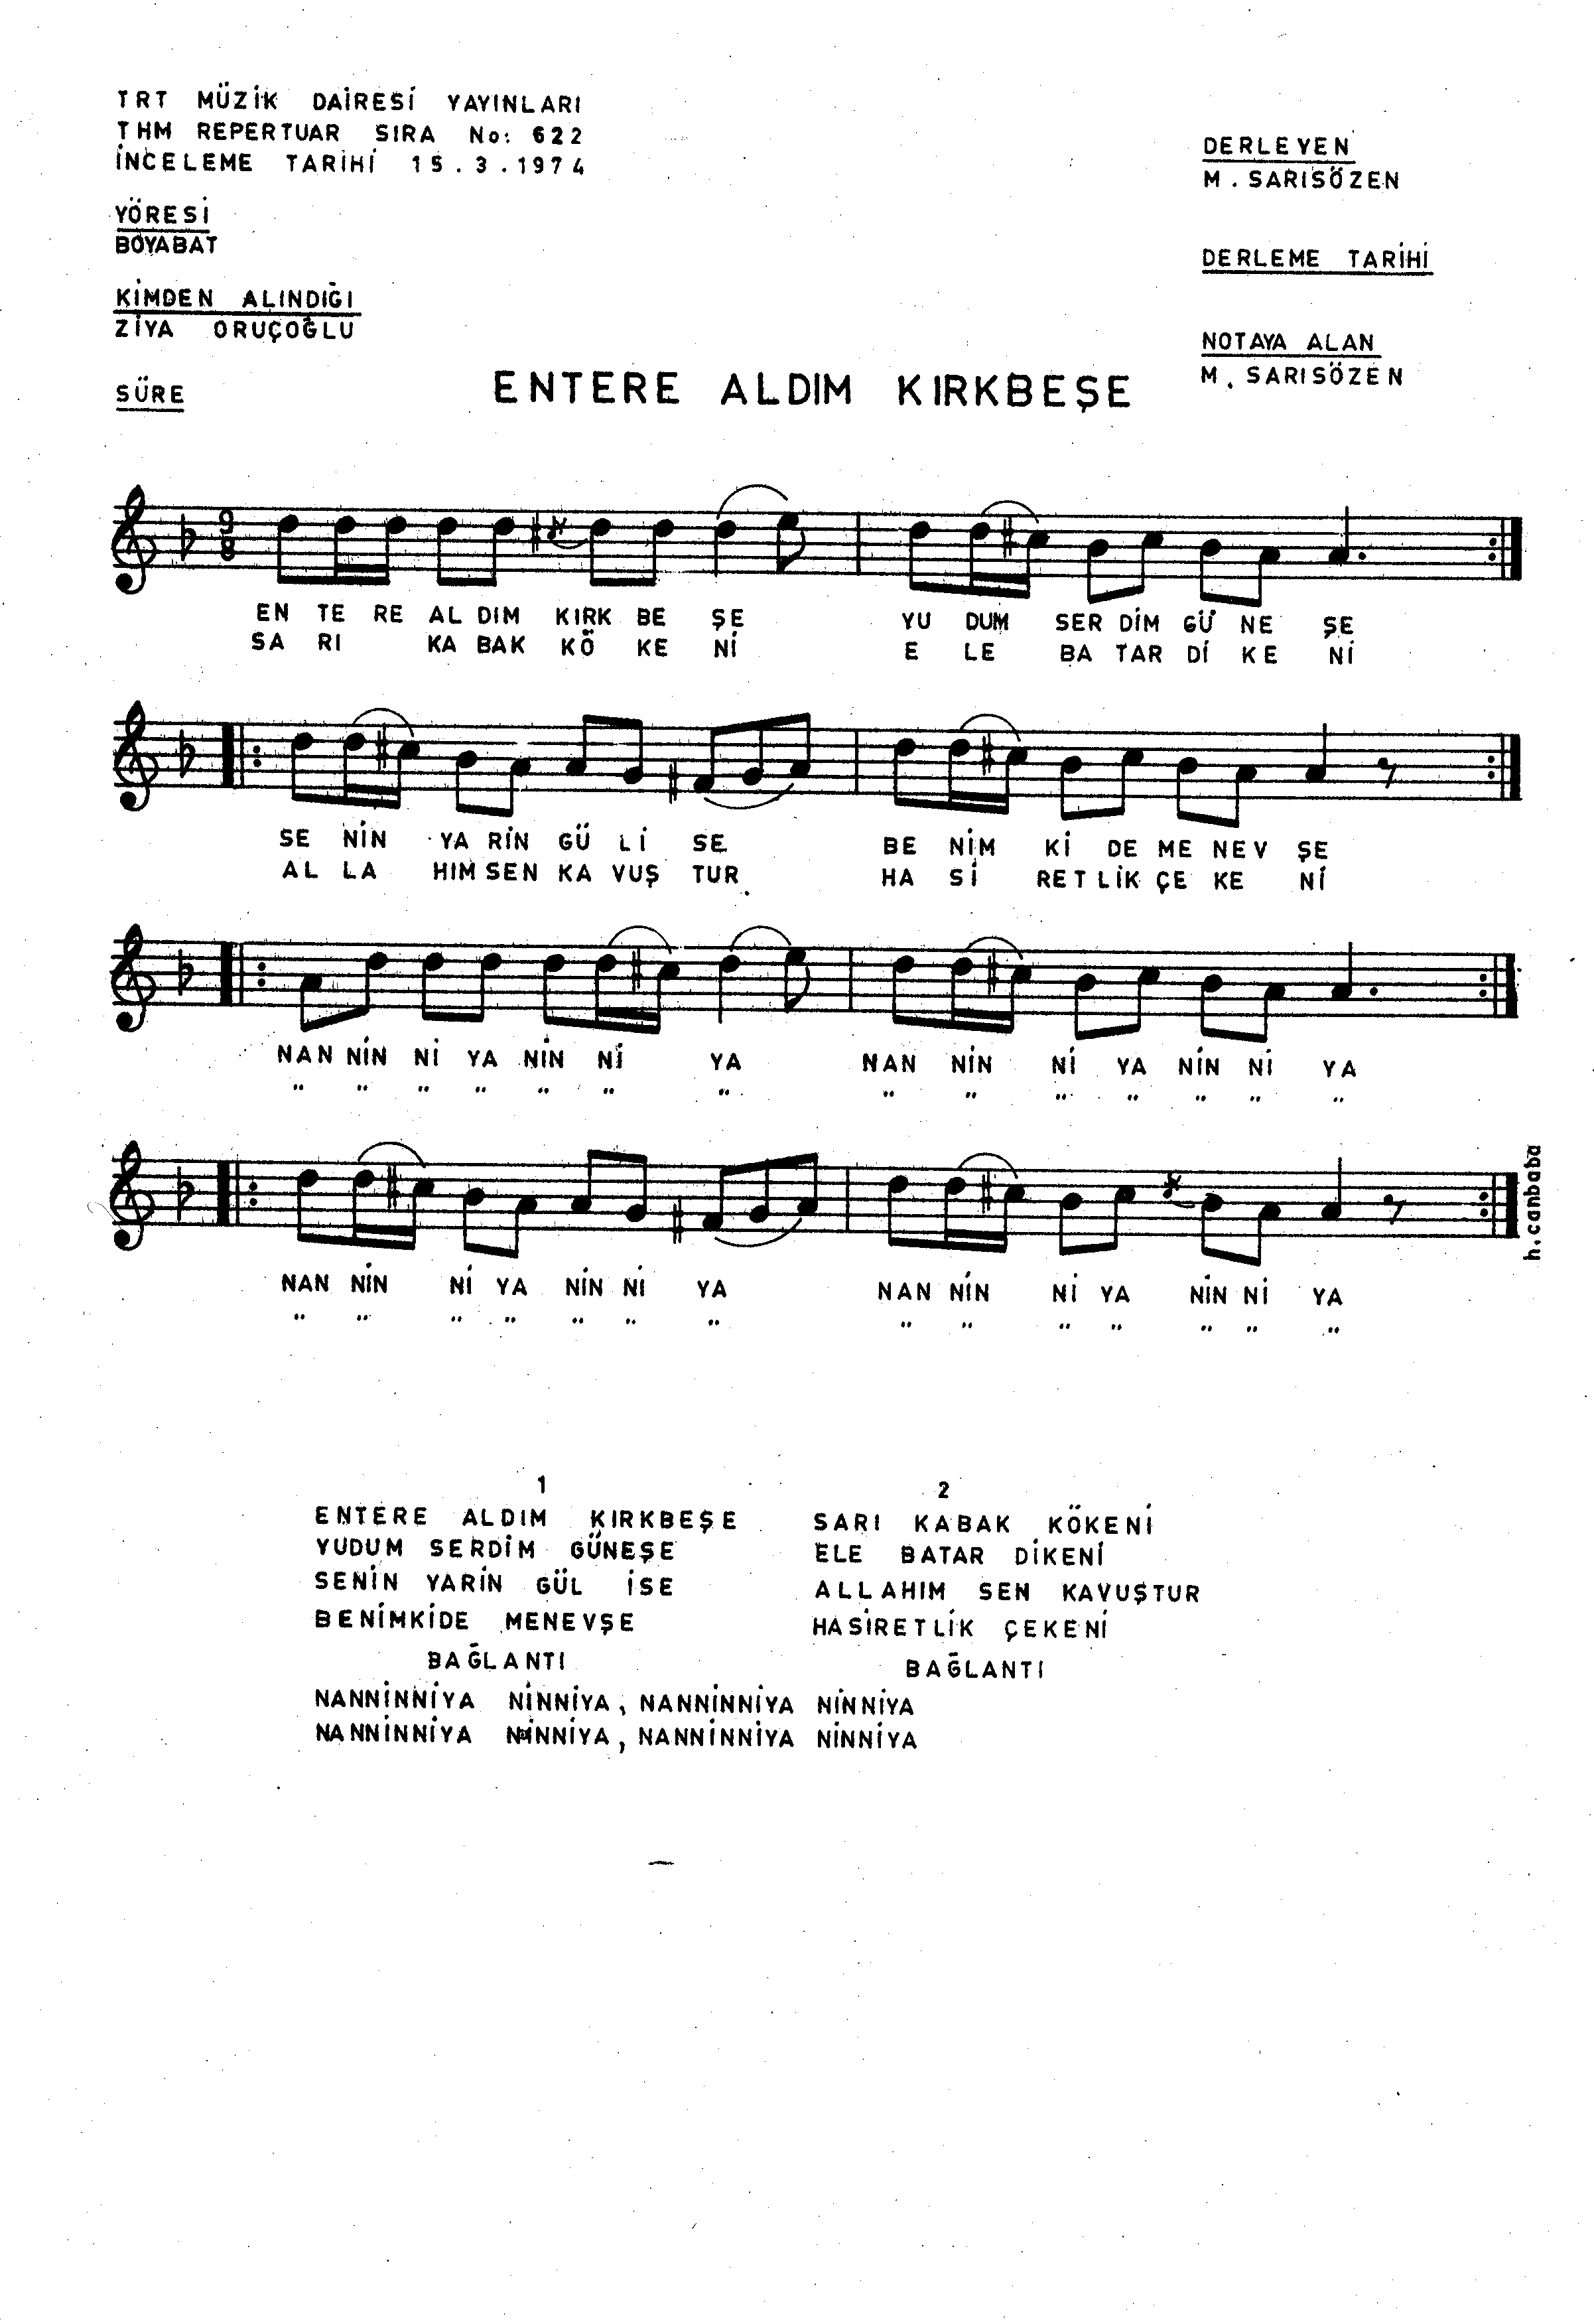 TRT MÜZİK DAİRESİ YAYINLARI
THM REPERTUAR SIRA No: 622
İNCELEME TARİHİ 15.3.1974
DERLEYEN
M. SARISÖZEN
YÖRESİ
BOYABAT
DERLEME TARİHİ
KİMDEN ALINDIĞI
ZİYA ORUÇOĞLU
NOTAYA ALAN
M. SARISÖZEN
SÜRE
ENTERE ALDIM KIRKBEŞE
9
8
EN TE RE AL DIM KIRK BE ŞE YU DUM SER DİM GÜ NE ŞE
SA RI KA BAK KÖ KE Nİ E LE BA TAR Dİ KE Nİ
SE NİN YA RİN GÜ Lİ SE BE NİM Kİ DE ME NEV ŞE
AL LA HIM SEN KA VUŞ TUR HA Sİ RET LİK ÇE KE Nİ
NAN NİN Nİ YA NİN Nİ YA NAN NİN Nİ YA NİN Nİ YA
" " " " " " " " " " " " " "
NAN NİN Nİ YA NİN Nİ YA NAN NİN Nİ YA NİN Nİ YA
" " " " " " " " " " " " " "
h.canbaba
1
ENTERE ALDIM KIRKBEŞE
YUDUM SERDİM GÜNEŞE
SENİN YARİN GÜL İSE
BENİMKİDE MENEVŞE
BAĞLANTI
2
SARI KABAK KÖKENİ
ELE BATAR DİKENİ
ALLAHIM SEN KAVUŞTUR
HASİRETLİK ÇEKENİ
BAĞLANTI
NANNİNNİYA NİNNİYA, NANNİNNİYA NİNNİYA
NANNİNNİYA NİNNİYA, NANNİNNİYA NİNNİYA